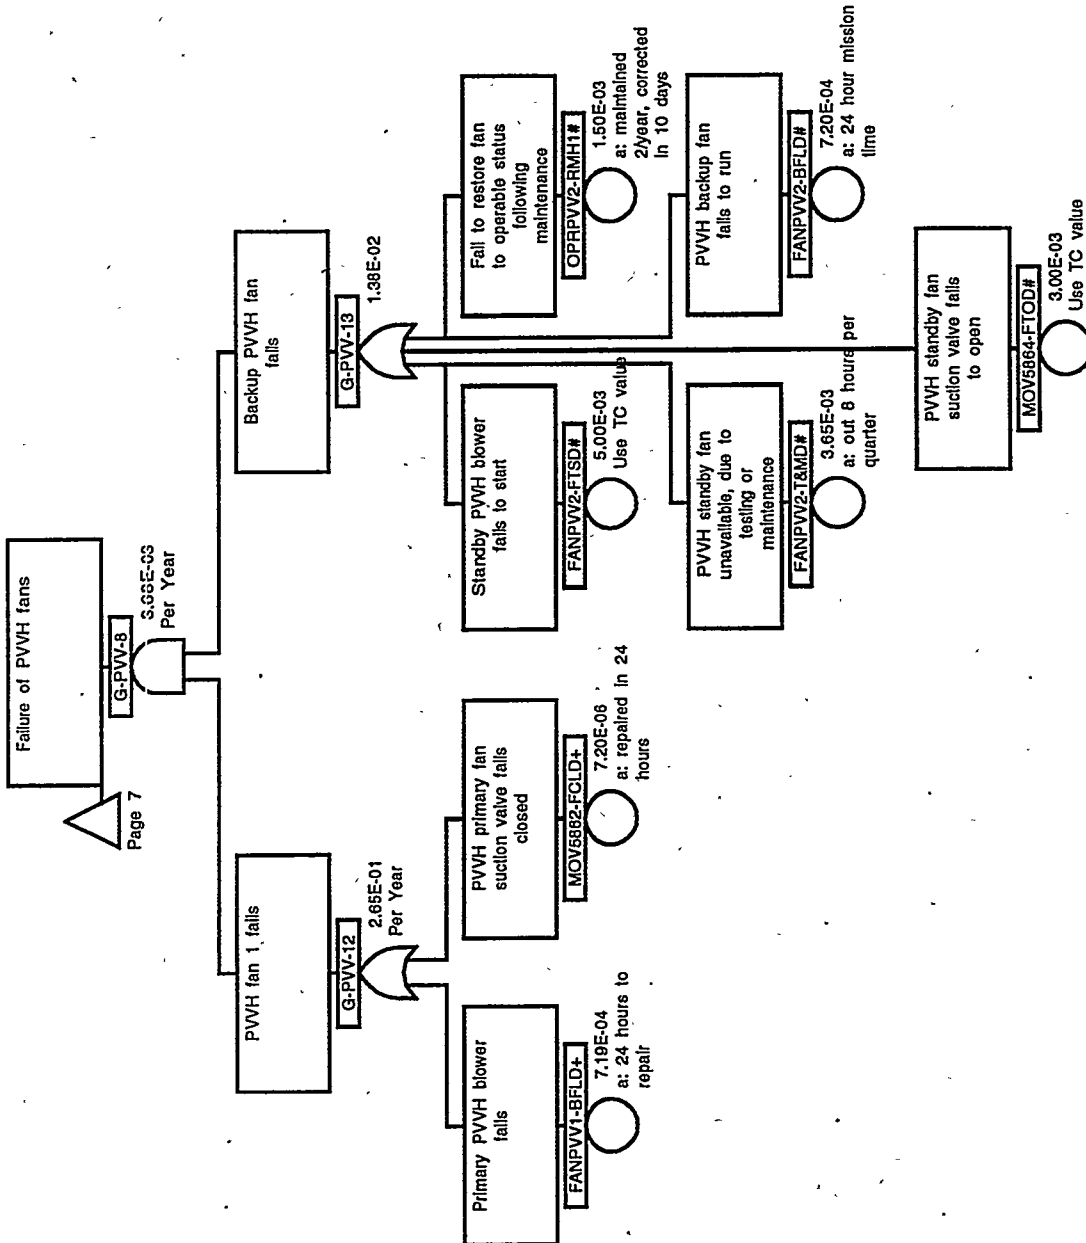 Failure of PVVH fans
G-PVV-8
Per Year
Page 7
PVVH fan 1 fails
G-PVV-12
2.65E-01
Per Year
Backup PVVH fan
fails
G-PVV-13
1.38E-02
Primary PVVH blower
fails
FANPVV1-BFLD+
7.19E-04
a: 24 hours to
repair
PVVH primary fan
suction valve fails
closed
MOV5862-FCLD+
7.20E-06
a: repaired in 24
hours
Standby PVVH blower
fails to start
FANPVV2-FTSD#
5.00E-03
Use TC value
Fail to restore fan
to operable status
following
maintenance
OPRPVV2-RMH1#
1.50E-03
a: maintained
2/year, corrected
in 10 days
PVVH standby fan
unavailable, due to
testing or
maintenance
FANPVV2-T&MD#
3.65E-03
a: out 8 hours per
quarter
PVVH backup fan
fails to run
FANPVV2-BFLD#
7.20E-04
a: 24 hour mission
time
PVVH standby fan
suction valve fails
to open
MOV5864-FTOD#
3.00E-03
Use TC value